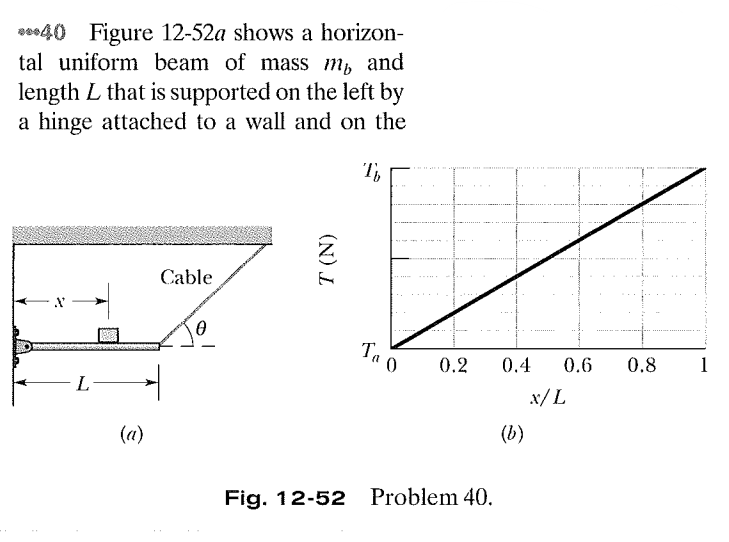 •••40 Figure 12-52a shows a horizon-
tal uniform beam of mass m_b and
length L that is supported on the left by
a hinge attached to a wall and on the
Cable
x
θ
L
(a)
T_b
T (N)
T_a
0 0.2 0.4 0.6 0.8 1
x/L
(b)
Fig. 12-52 Problem 40.